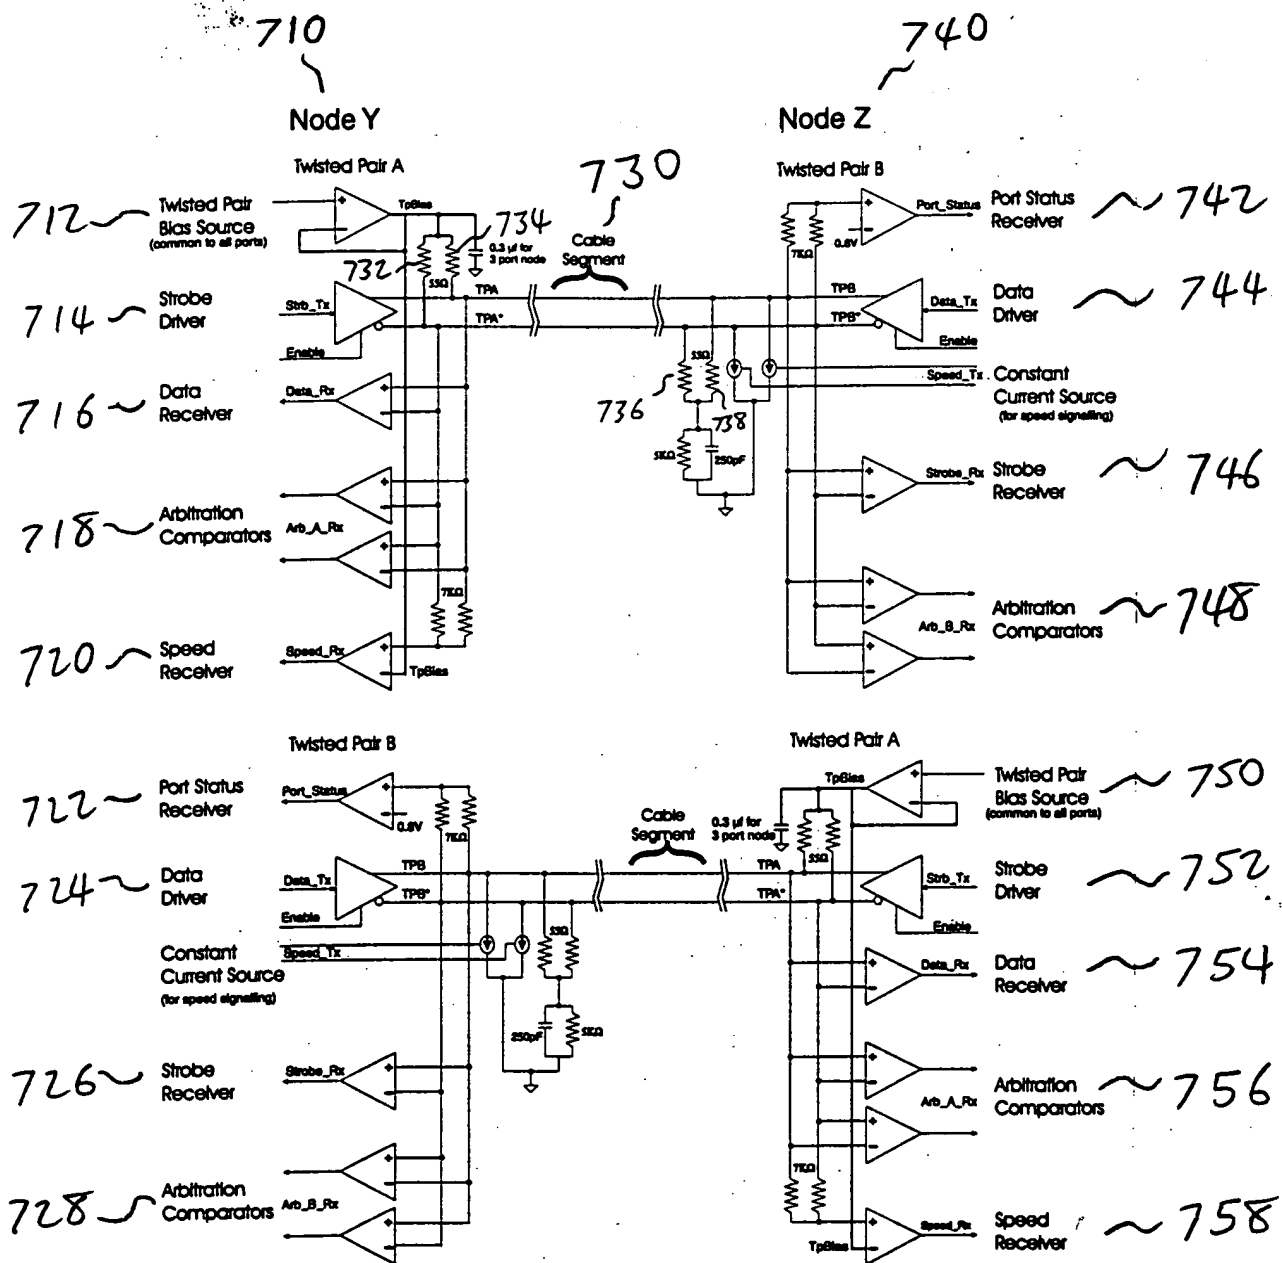 710
740
Node Y
Node Z
Twisted Pair A
730
Twisted Pair B
712
Twisted Pair
Bias Source
(common to all ports)
TpBias
734
732
55Ω
0.3 µf for
3 port node
Cable
Segment
7KΩ
0.8V
Port_Status
Port Status
Receiver
742
714
Strobe
Driver
Strb_Tx
Enable
TPA
TPA*
TPB
TPB*
Data_Tx
Enable
Data
Driver
744
716
Data
Receiver
Data_Rx
736
55Ω
738
5KΩ
250pF
Speed_Tx
Constant
Current Source
(for speed signalling)
718
Arbitration
Comparators
Arb_A_Rx
Strobe_Rx
Strobe
Receiver
746
7KΩ
720
Speed
Receiver
Speed_Rx
TpBias
Arb_B_Rx
Arbitration
Comparators
748
Twisted Pair B
Twisted Pair A
722
Port Status
Receiver
Port_Status
0.8V
7KΩ
Cable
Segment
0.3 µf for
3 port node
TpBias
55Ω
Twisted Pair
Bias Source
(common to all ports)
750
724
Data
Driver
Data_Tx
Enable
TPB
TPB*
TPA
TPA*
Strb_Tx
Enable
Strobe
Driver
752
Constant
Current Source
(for speed signalling)
Speed_Tx
55Ω
250pF
5KΩ
Data_Rx
Data
Receiver
754
726
Strobe
Receiver
Strobe_Rx
Arb_A_Rx
Arbitration
Comparators
756
728
Arbitration
Comparators
Arb_B_Rx
7KΩ
TpBias
Speed_Rx
Speed
Receiver
758